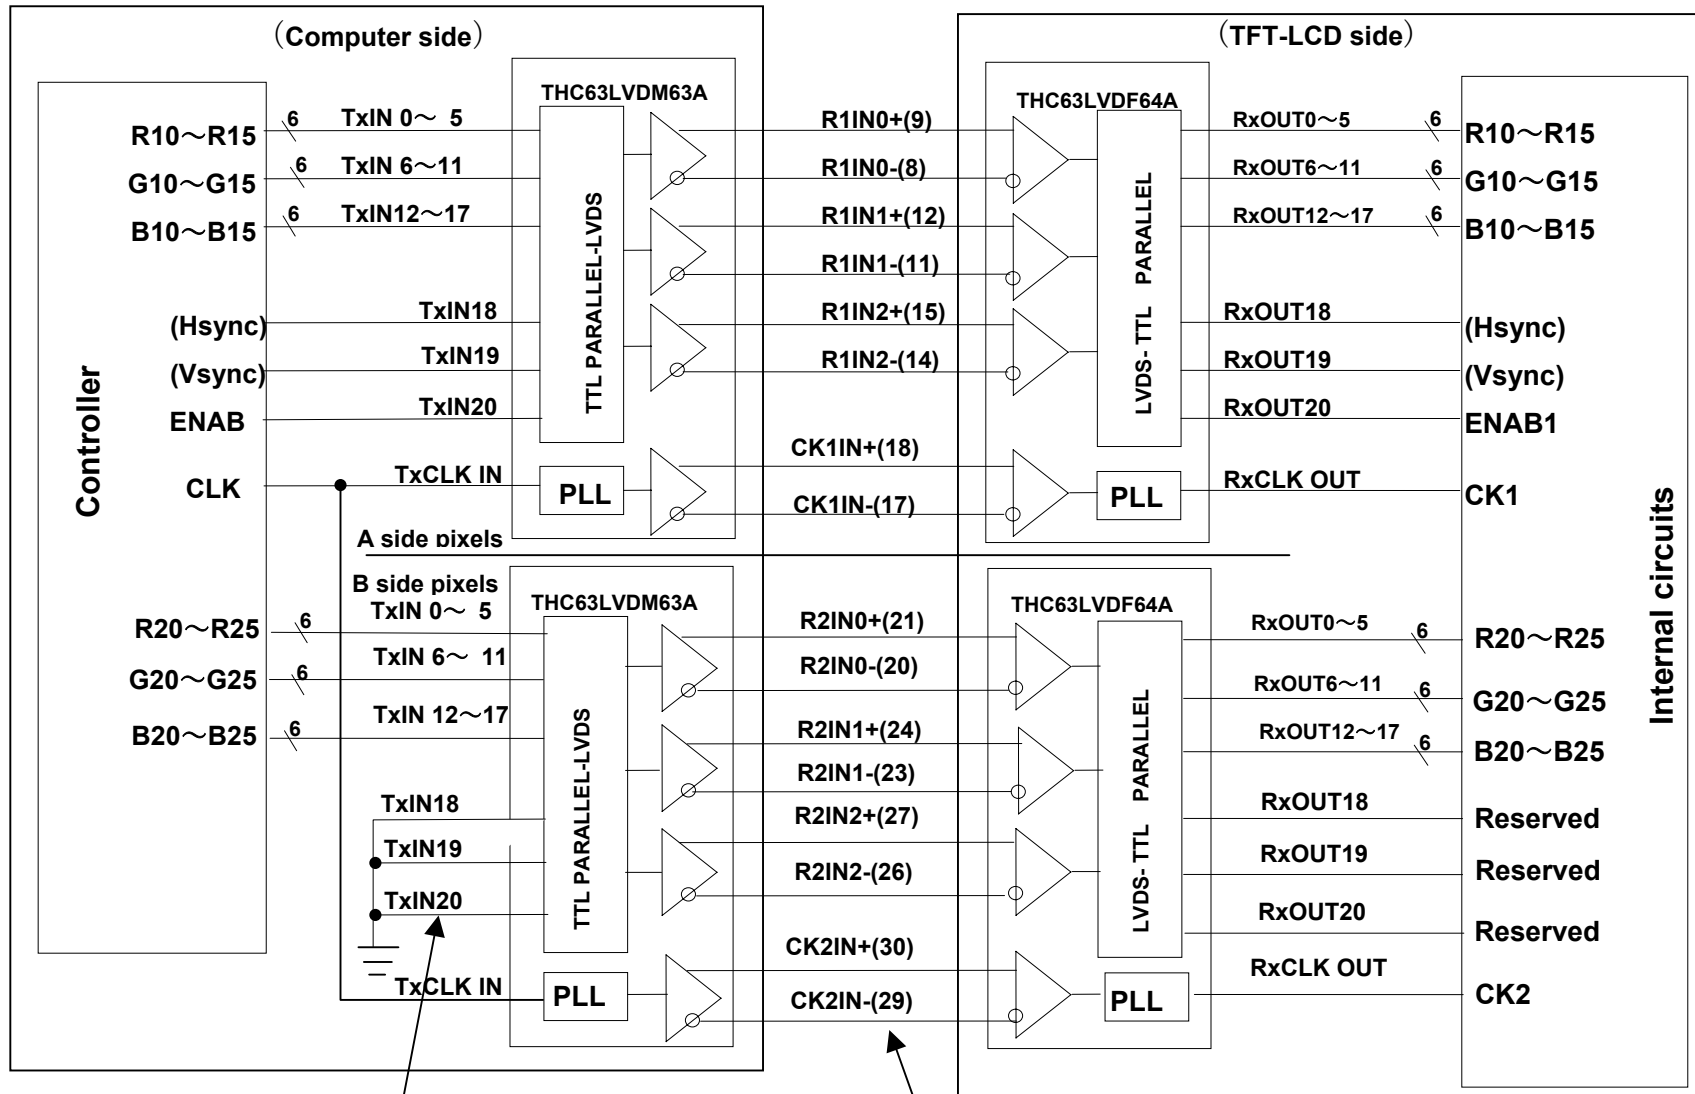 （Computer side）
（TFT-LCD side）
THC63LVDM63A
THC63LVDF64A
R10～R15
6
TxIN 0～ 5
R1IN0+(9)
RxOUT0～5
6
R10～R15
G10～G15
6
TxIN 6～11
R1IN0-(8)
RxOUT6～11
6
G10～G15
B10～B15
6
TxIN12～17
R1IN1+(12)
RxOUT12～17
6
B10～B15
R1IN1-(11)
TTL PARALLEL-LVDS
LVDS- TTL PARALLEL
(Hsync)
TxIN18
R1IN2+(15)
RxOUT18
(Hsync)
(Vsync)
TxIN19
R1IN2-(14)
RxOUT19
(Vsync)
ENAB
TxIN20
RxOUT20
ENAB1
CK1IN+(18)
CLK
TxCLK IN
PLL
CK1IN-(17)
PLL
RxCLK OUT
CK1
Controller
Internal circuits
A side pixels
B side pixels
THC63LVDM63A
THC63LVDF64A
R20～R25
6
TxIN 0～ 5
R2IN0+(21)
RxOUT0～5
6
R20～R25
G20～G25
6
TxIN 6～ 11
R2IN0-(20)
RxOUT6～11
6
G20～G25
B20～B25
6
TxIN 12～17
R2IN1+(24)
RxOUT12～17
6
B20～B25
R2IN1-(23)
TTL PARALLEL-LVDS
LVDS- TTL PARALLEL
TxIN18
R2IN2+(27)
RxOUT18
Reserved
TxIN19
R2IN2-(26)
RxOUT19
Reserved
TxIN20
RxOUT20
Reserved
CK2IN+(30)
TxCLK IN
PLL
CK2IN-(29)
PLL
RxCLK OUT
CK2